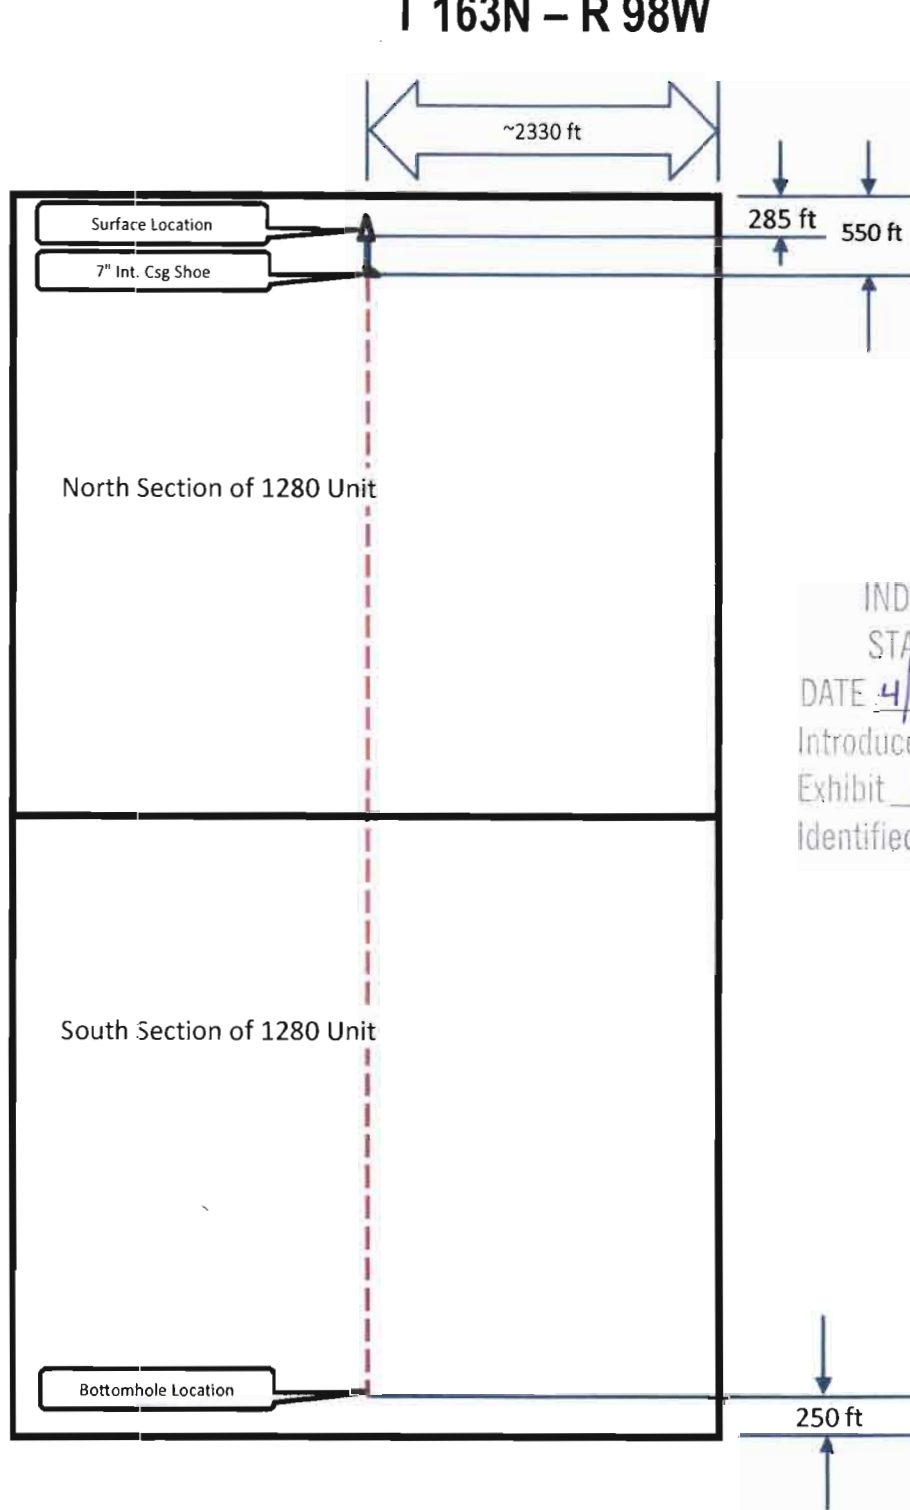 T 163N – R 98W
~2330 ft
Surface Location
285 ft
550 ft
7" Int. Csg Shoe
North Section of 1280 Unit
IND
STA
DATE 4/
Introduce
Exhibit
Identified
South Section of 1280 Unit
Bottomhole Location
250 ft